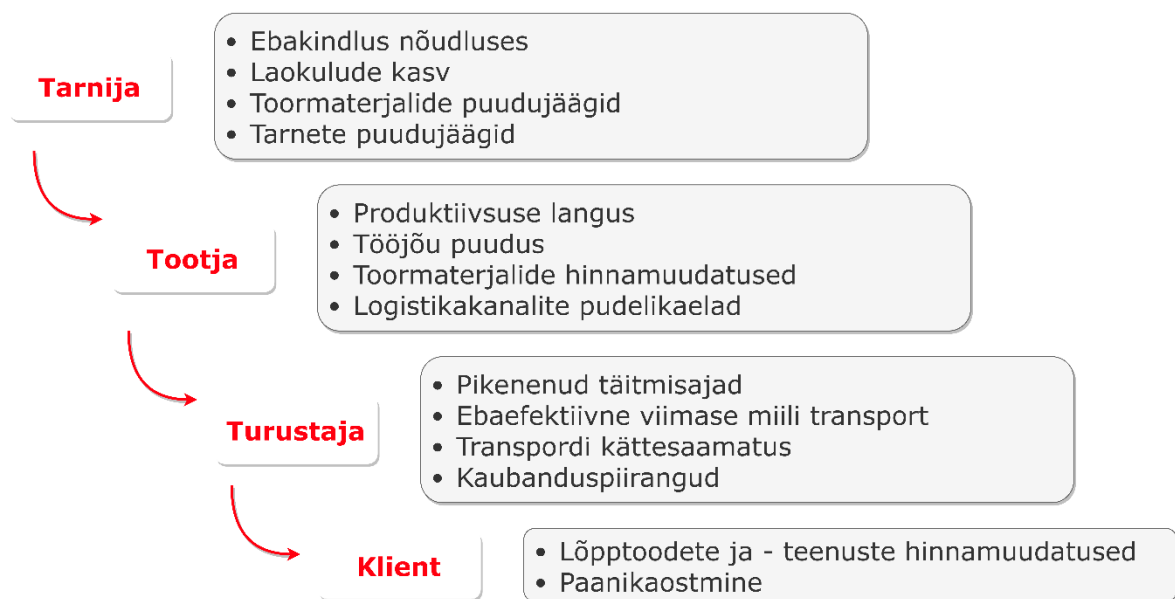 Tarnija
• Ebakindlus nõudluses
• Laokulude kasv
• Toormaterjalide puudujäägid
• Tarnete puudujäägid
Tootja
• Produktiivsuse langus
• Tööjõu puudus
• Toormaterjalide hinnamuudatused
• Logistikakanalite pudelikaelad
Turustaja
• Pikenenud täitmisajad
• Ebaefektiivne viimase miili transport
• Transpordi kättesaamatus
• Kaubanduspiirangud
Klient
• Lõpptoodete ja - teenuste hinnamuudatused
• Paanikaostmine